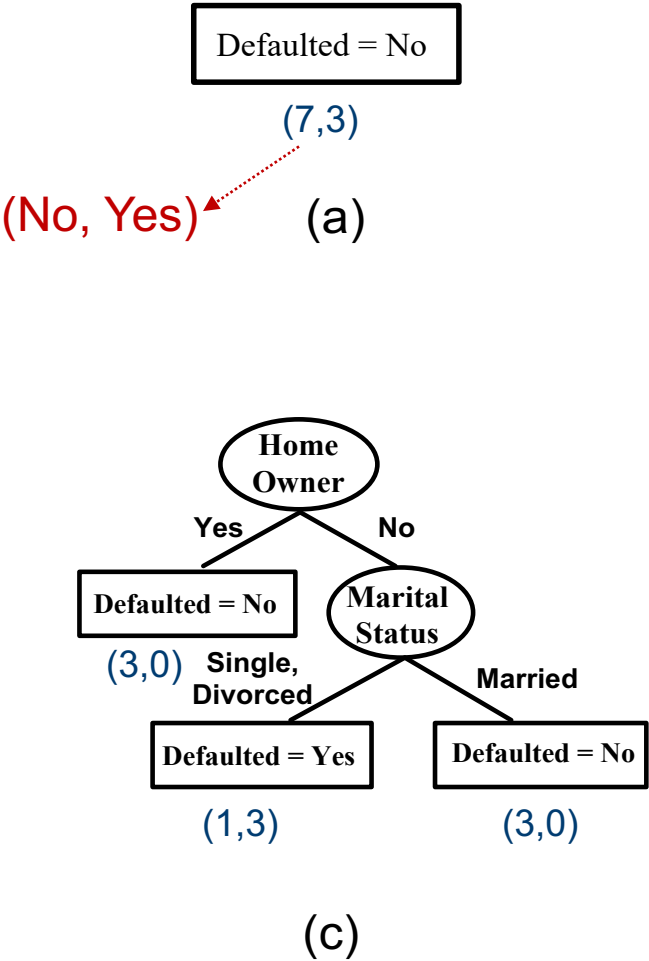 Defaulted = No
(7,3)
(No, Yes)
(a)
Home
Owner
Yes
No
Defaulted = No
Marital
Status
(3,0)
Single,
Divorced
Married
Defaulted = Yes
Defaulted = No
(1,3)
(3,0)
(c)